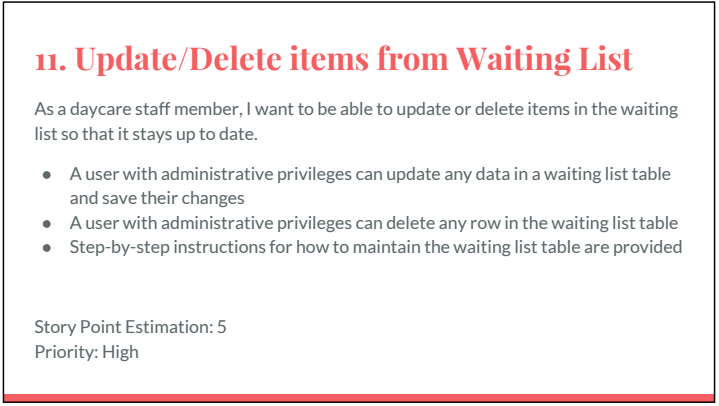 11. Update/Delete items from Waiting List
As a daycare staff member, I want to be able to update or delete items in the waiting
list so that it stays up to date.
● A user with administrative privileges can update any data in a waiting list table
and save their changes
● A user with administrative privileges can delete any row in the waiting list table
● Step-by-step instructions for how to maintain the waiting list table are provided
Story Point Estimation: 5
Priority: High